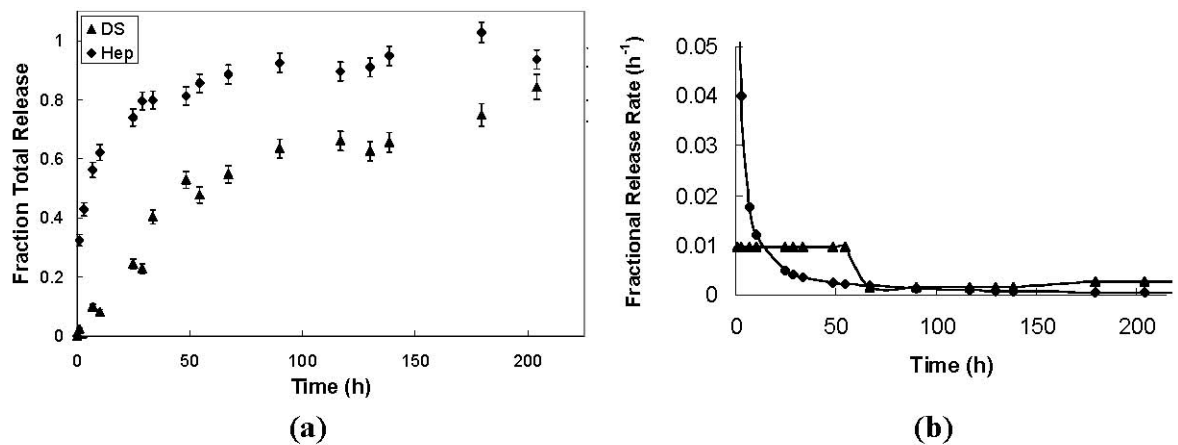 DS
Hep
1
0.8
0.6
0.4
0.2
0
0 50 100 150 200
Fraction Total Release
Time (h)
(a)
0.05
0.04
0.03
0.02
0.01
0
0 50 100 150 200
Fractional Release Rate (h⁻¹)
Time (h)
(b)